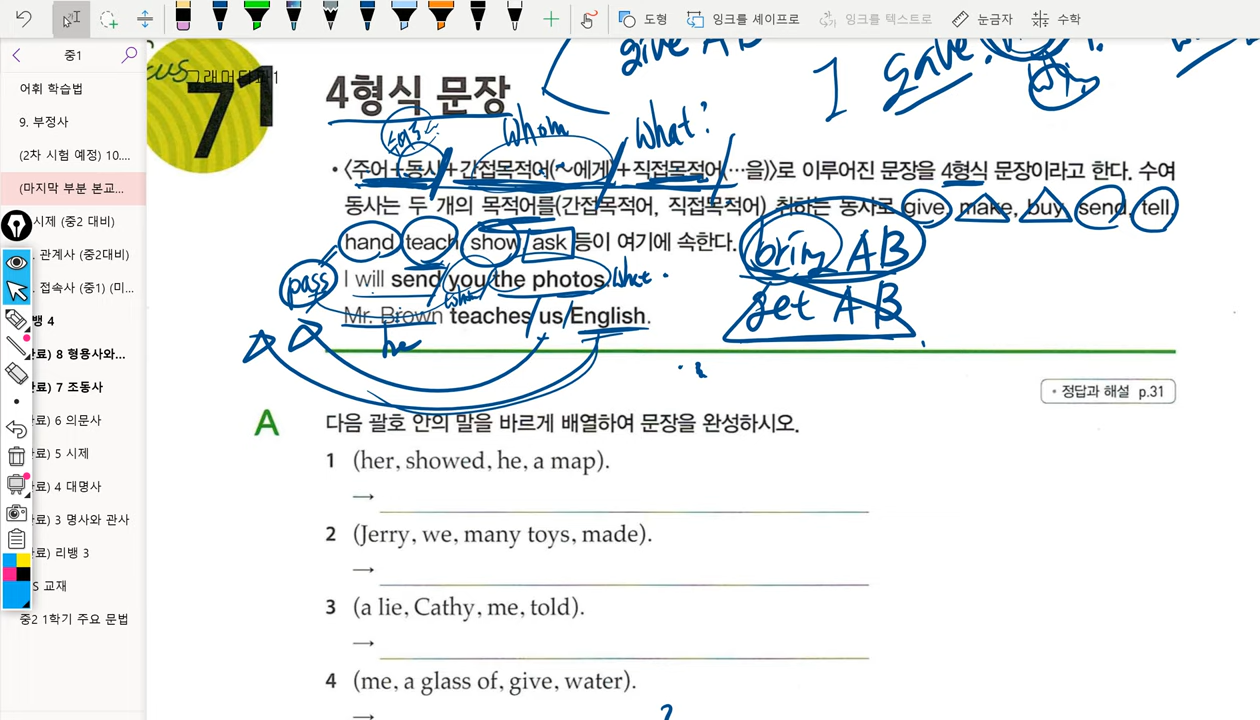 도형
잉크를 셰이프로
잉크를 텍스트로
눈금자
수학
중1
어휘 학습법
9. 부정사
(2차 시험 예정) 10....
(마지막 부분 본교...
시제 (중2 대비)
관계사 (중2대비)
접속사 (중1) (미...
뱅 4
료) 8 형용사와...
료) 7 조동사
료) 6 의문사
료) 5 시제
료) 4 대명사
료) 3 명사와 관사
료) 리뱅 3
S 교재
중2 1학기 주요 문법
cus
71
give AB
I gave
4형식 문장
whom
What?
• 〈주어+동사+간접목적어(~에게)+직접목적어(…을)〉로 이루어진 문장을 4형식 문장이라고 한다. 수여
동사는 두 개의 목적어를(간접목적어, 직접목적어) 취하는 동사로 give, make, buy, send, tell,
hand, teach, show, ask 등이 여기에 속한다.
bring AB
pass
I will send you the photos.
what
get AB
Mr. Brown teaches us English.
he
• 정답과 해설 p.31
A 다음 괄호 안의 말을 바르게 배열하여 문장을 완성하시오.
1 (her, showed, he, a map).
→
2 (Jerry, we, many toys, made).
→
3 (a lie, Cathy, me, told).
→
4 (me, a glass of, give, water).
→